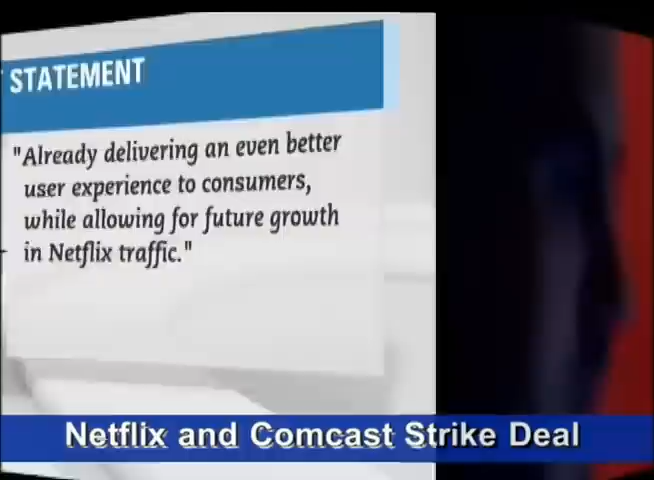 STATEMENT
"Already delivering an even better
user experience to consumers,
while allowing for future growth
in Netflix traffic."
Netflix and Comcast Strike Deal